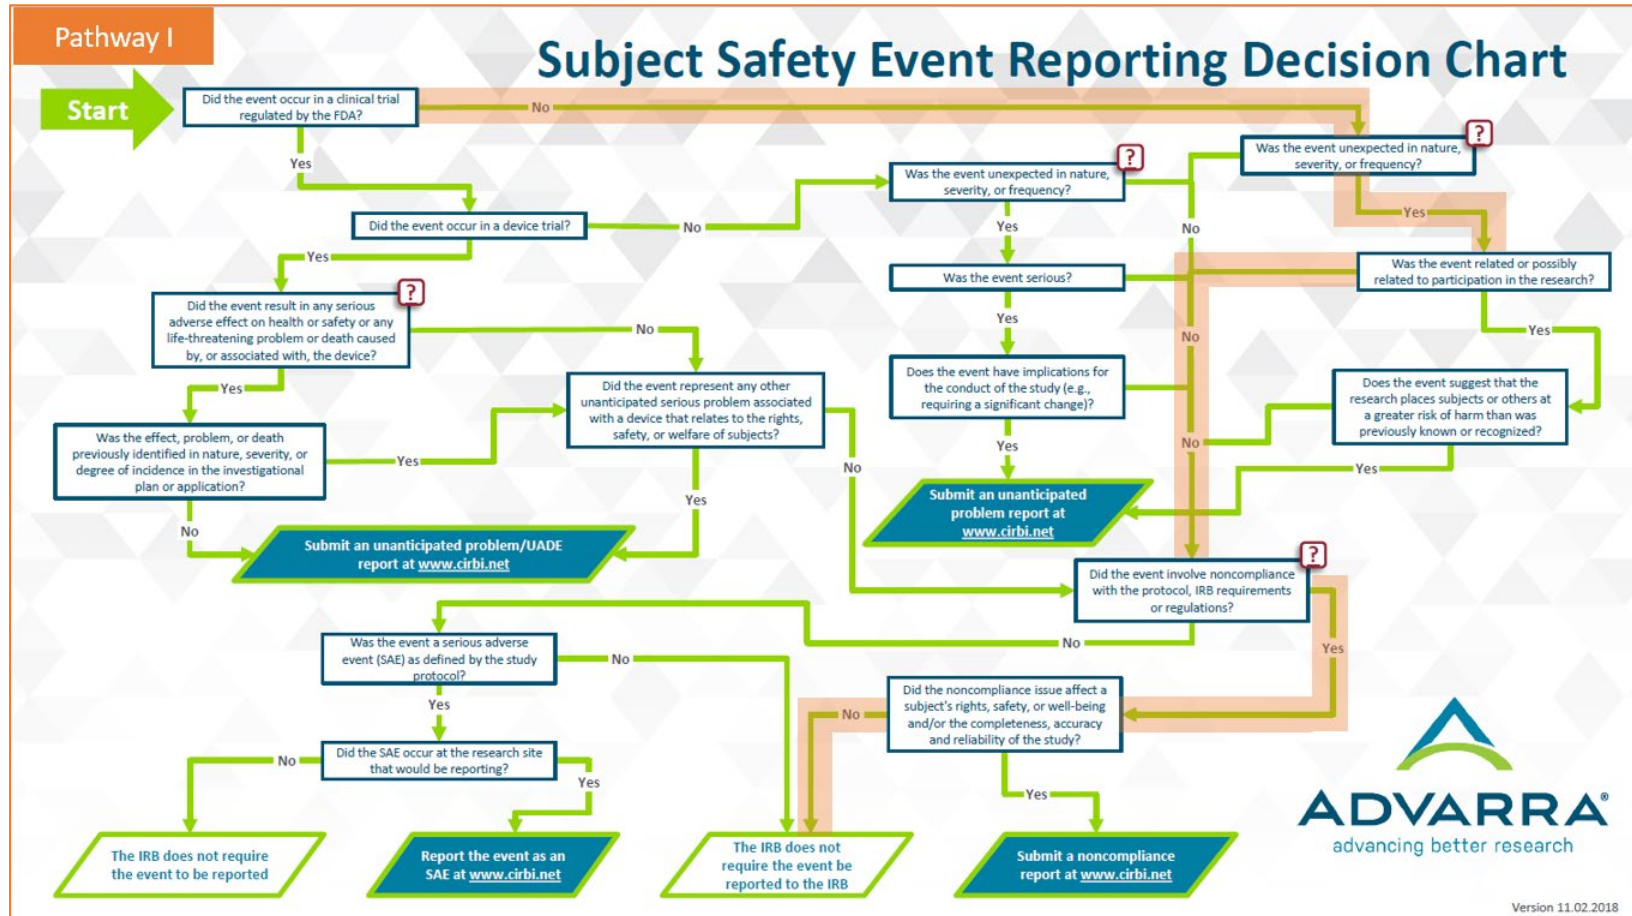 Pathway I
Subject Safety Event Reporting Decision Chart
Start
Did the event occur in a clinical trial
regulated by the FDA?
No
Yes
?
Was the event unexpected in nature,
severity, or frequency?
Yes
?
Was the event unexpected in nature,
severity, or frequency?
Yes
No
Did the event occur in a device trial?
No
Yes
Was the event serious?
Yes
Was the event related or possibly
related to participation in the research?
No
Yes
?
Did the event result in any serious
adverse effect on health or safety or any
life-threatening problem or death caused
by, or associated with, the device?
No
Yes
Did the event represent any other
unanticipated serious problem associated
with a device that relates to the rights,
safety, or welfare of subjects?
No
Yes
Does the event have implications for
the conduct of the study (e.g.,
requiring a significant change)?
Yes
Does the event suggest that the
research places subjects or others at
a greater risk of harm than was
previously known or recognized?
No
Yes
Was the effect, problem, or death
previously identified in nature, severity, or
degree of incidence in the investigational
plan or application?
Yes
No
Submit an unanticipated
problem report at
www.cirbi.net
Submit an unanticipated problem/UADE
report at www.cirbi.net
?
Did the event involve noncompliance
with the protocol, IRB requirements
or regulations?
No
Yes
Was the event a serious adverse
event (SAE) as defined by the study
protocol?
No
Yes
Did the noncompliance issue affect a
subject's rights, safety, or well-being
and/or the completeness, accuracy
and reliability of the study?
No
Yes
Did the SAE occur at the research site
that would be reporting?
No
Yes
The IRB does not require
the event to be reported
Report the event as an
SAE at www.cirbi.net
The IRB does not
require the event be
reported to the IRB
Submit a noncompliance
report at www.cirbi.net
ADVARRA®
advancing better research
Version 11.02.2018